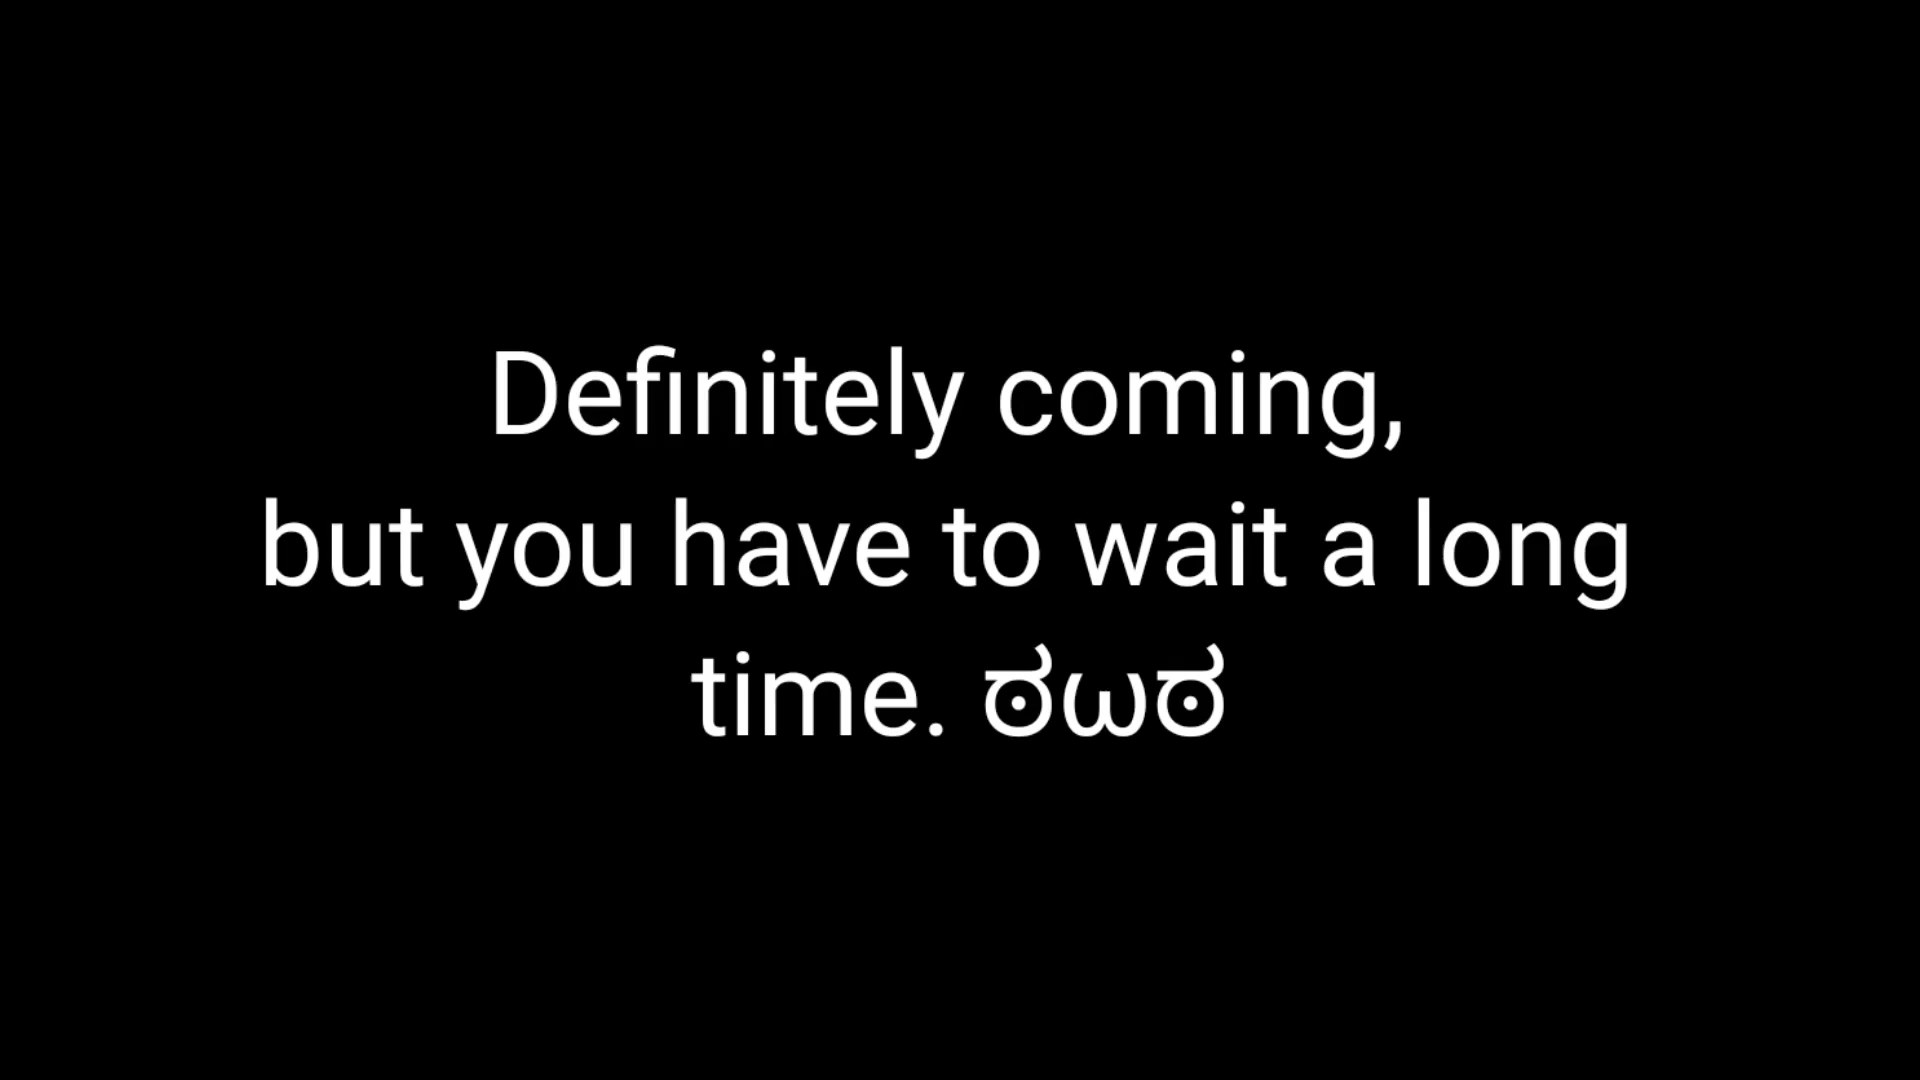 Definitely coming,
but you have to wait a long
time. ಠωಠ